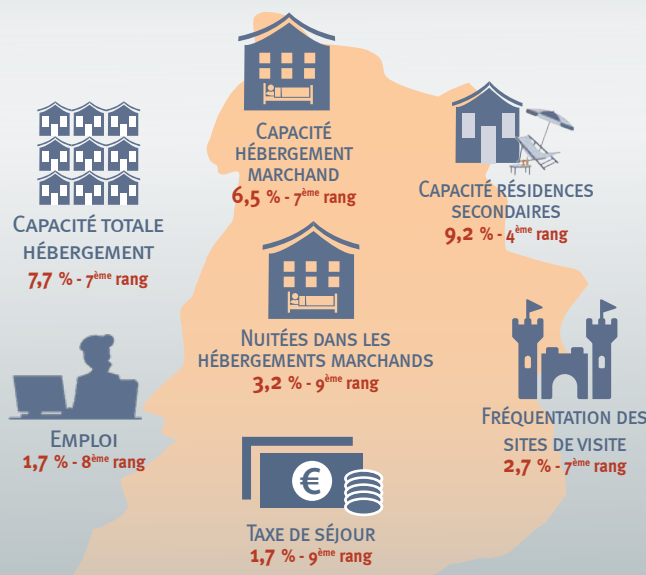 CAPACITÉ
HÉBERGEMENT
MARCHAND
6,5 % - 7ème rang
CAPACITÉ TOTALE
HÉBERGEMENT
7,7 % - 7ème rang
CAPACITÉ RÉSIDENCES
SECONDAIRES
9,2 % - 4ème rang
NUITÉES DANS LES
HÉBERGEMENTS MARCHANDS
3,2 % - 9ème rang
EMPLOI
1,7 % - 8ème rang
FRÉQUENTATION DES
SITES DE VISITE
2,7 % - 7ème rang
€
TAXE DE SÉJOUR
1,7 % - 9ème rang